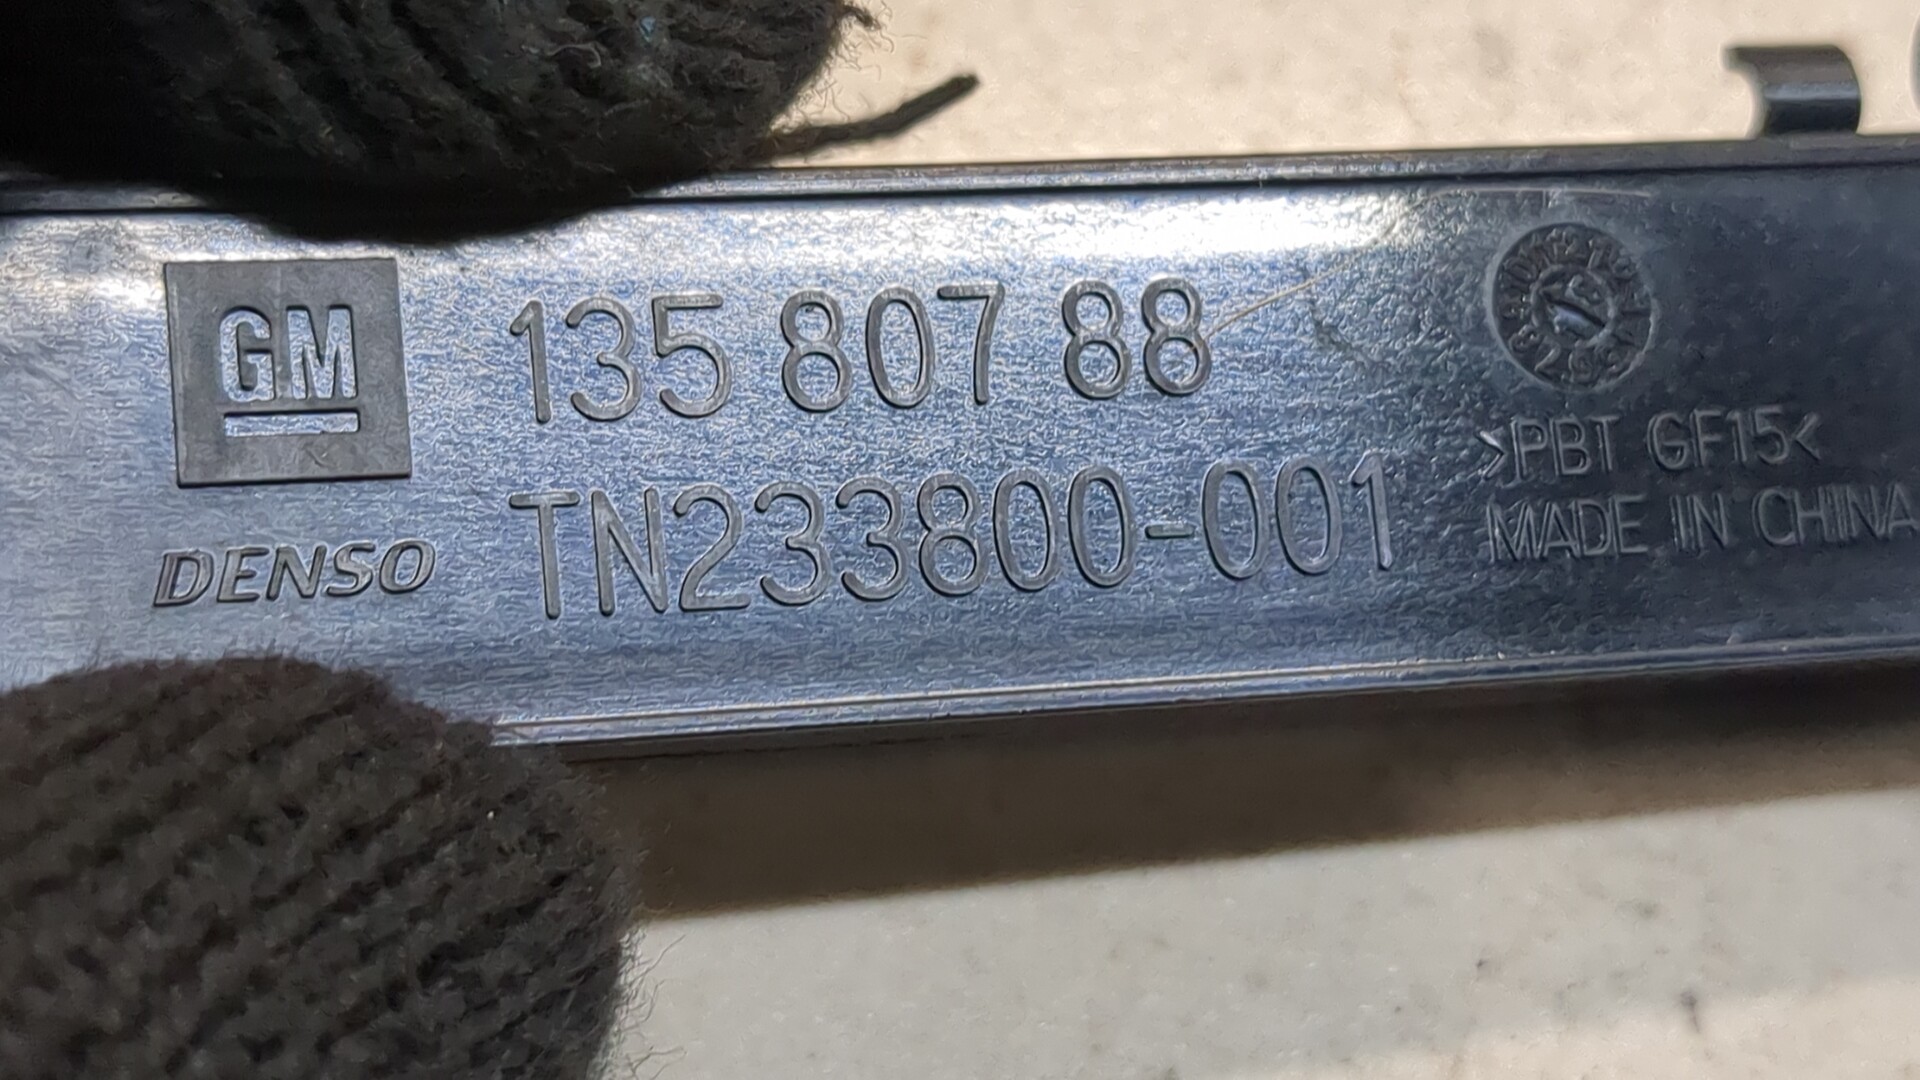 GM
135 807 88
DENSO
TN233800-001
>PBT GF15<
MADE IN CHINA